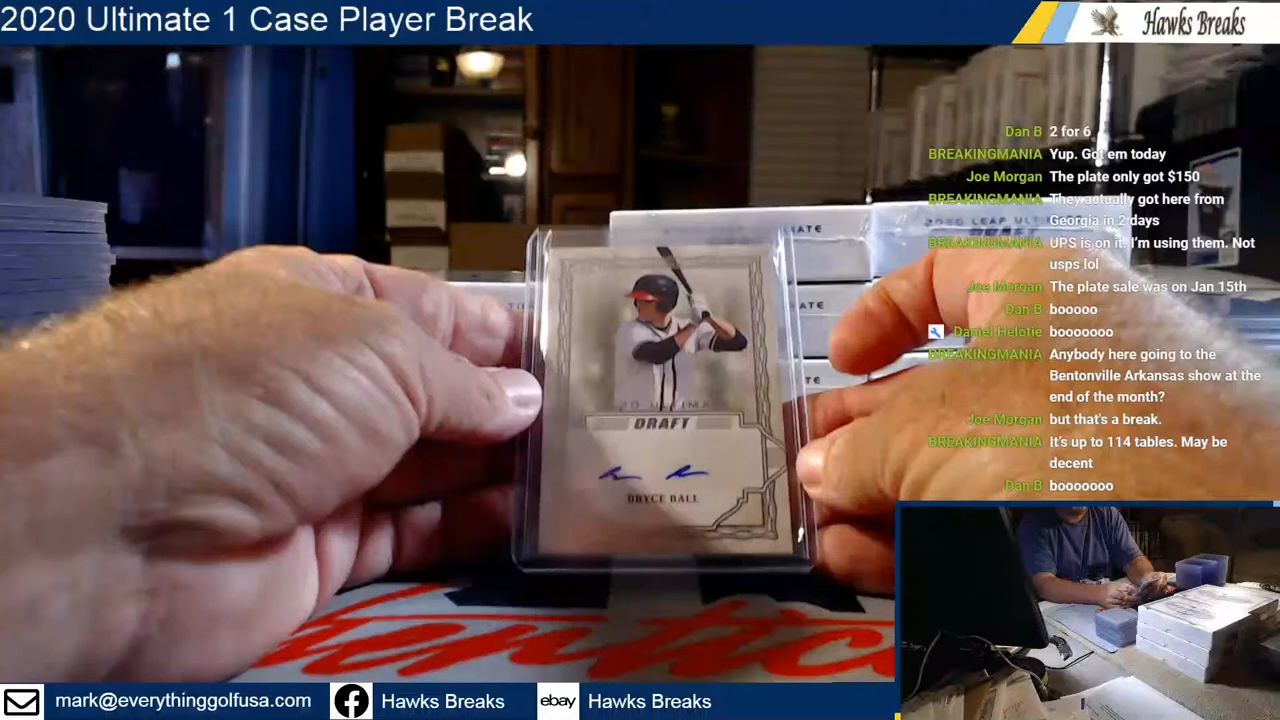 2020 Ultimate 1 Case Player Break
Hawks Breaks
Dan B 2 for 6
BREAKINGMANIA Yup. Got em today
Joe Morgan The plate only got $150
BREAKINGMANIA They actually got here from
Georgia in 2 days
BREAKINGMANIA UPS is on it. I'm using them. Not
usps lol
Joe Morgan The plate sale was on Jan 15th
Dan B booooo
Daniel Helotie boooooooo
BREAKINGMANIA Anybody here going to the
Bentonville Arkansas show at the
end of the month?
Joe Morgan but that's a break.
BREAKINGMANIA It's up to 114 tables. May be
decent
Dan B booooooo
2020 LEAP ULTI
DRAFT
BRYCE BALL
mark@everythinggolfusa.com
Hawks Breaks
ebay
Hawks Breaks